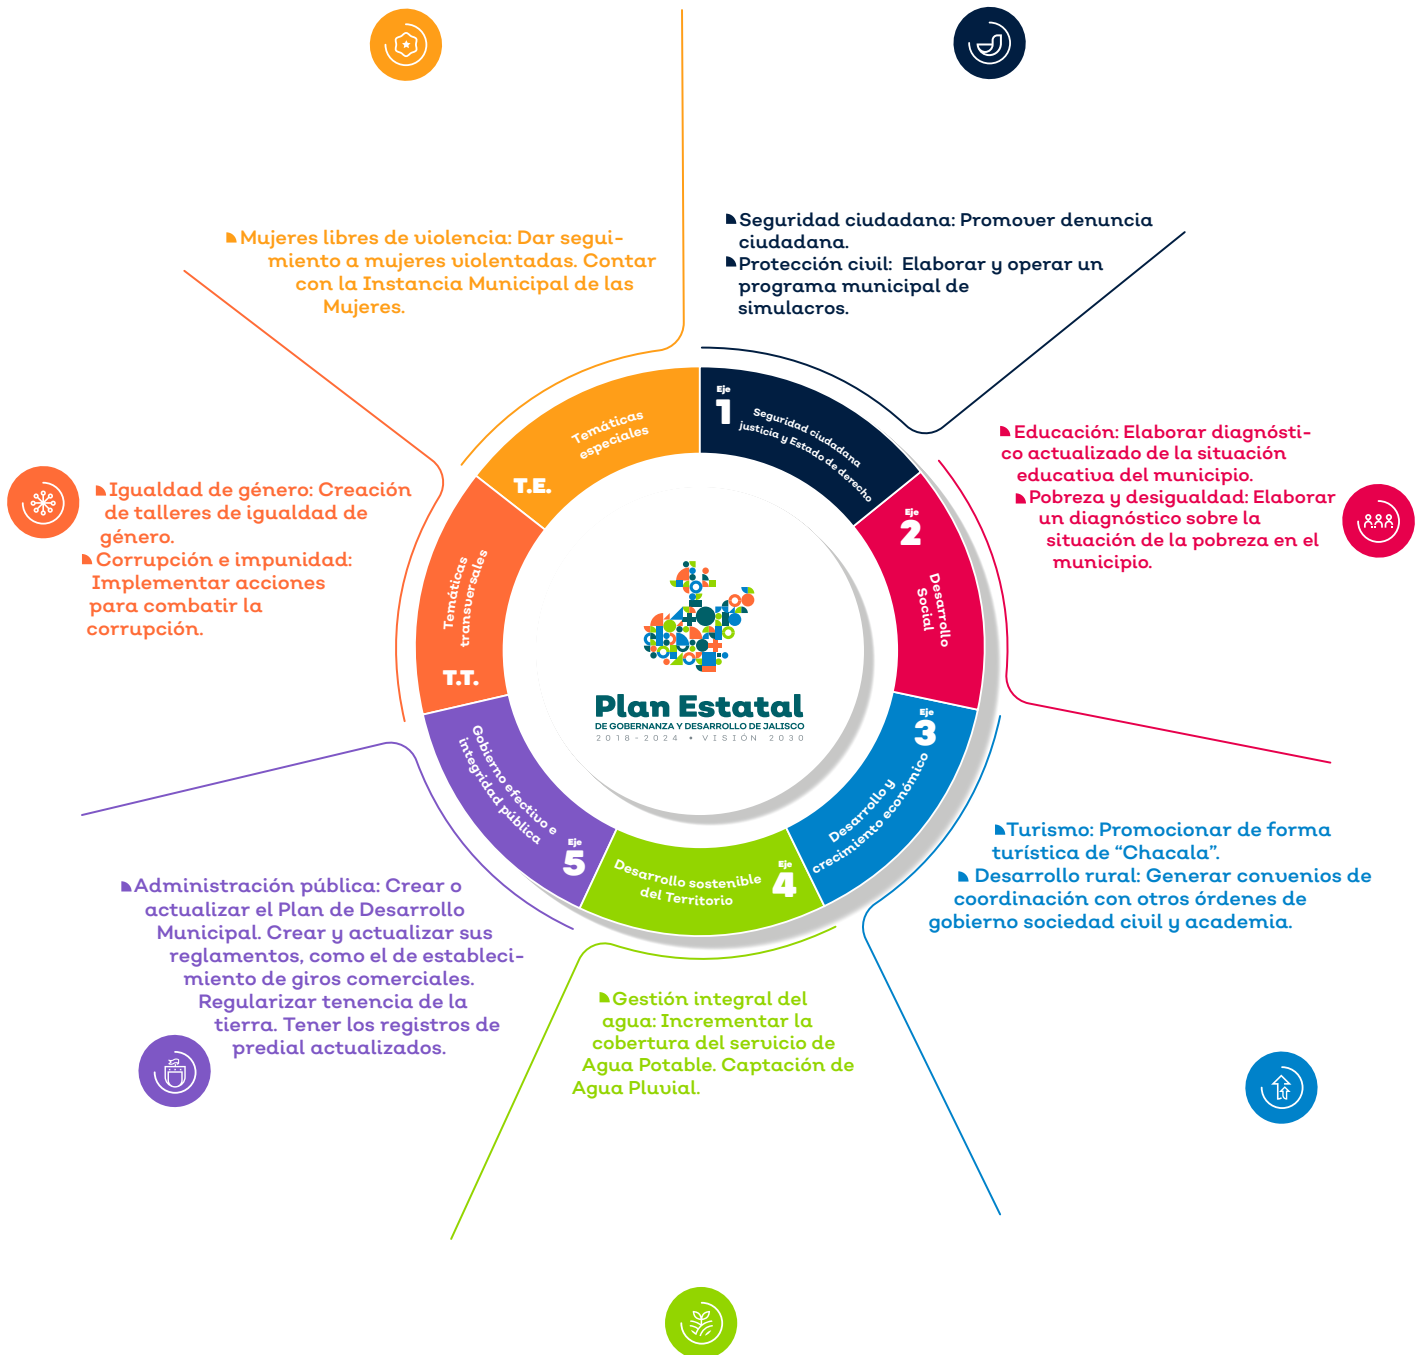 Mujeres libres de violencia: Dar segui-
miento a mujeres violentadas. Contar
con la Instancia Municipal de las
Mujeres.
Seguridad ciudadana: Promover denuncia
ciudadana.
Protección civil:  Elaborar y operar un
programa municipal de
simulacros.
Educación: Elaborar diagnósti-
co actualizado de la situación
educativa del municipio.
Pobreza y desigualdad: Elaborar
un diagnóstico sobre la
situación de la pobreza en el
municipio.
Igualdad de género: Creación
de talleres de igualdad de
género.
Corrupción e impunidad:
Implementar acciones
para combatir la
corrupción.
Temáticas
especiales
T.E.
Eje
1
Seguridad ciudadana
justicia y Estado de derecho
Eje
2
Desarrollo
Social
Temáticas
transversales
T.T.
Plan Estatal
DE GOBERNANZA Y DESARROLLO DE JALISCO
2018-2024 • VISIÓN 2030
Eje
3
Desarrollo y
crecimiento económico
Gobierno efectivo e
integridad pública
Eje
5
Desarrollo sostenible
del Territorio
Eje
4
Turismo: Promocionar de forma
turística de “Chacala”.
Desarrollo rural: Generar convenios de
coordinación con otros órdenes de
gobierno sociedad civil y academia.
Administración pública: Crear o
actualizar el Plan de Desarrollo
Municipal. Crear y actualizar sus
reglamentos, como el de estableci-
miento de giros comerciales.
Regularizar tenencia de la
tierra. Tener los registros de
predial actualizados.
Gestión integral del
agua: Incrementar la
cobertura del servicio de
Agua Potable. Captación de
Agua Pluvial.